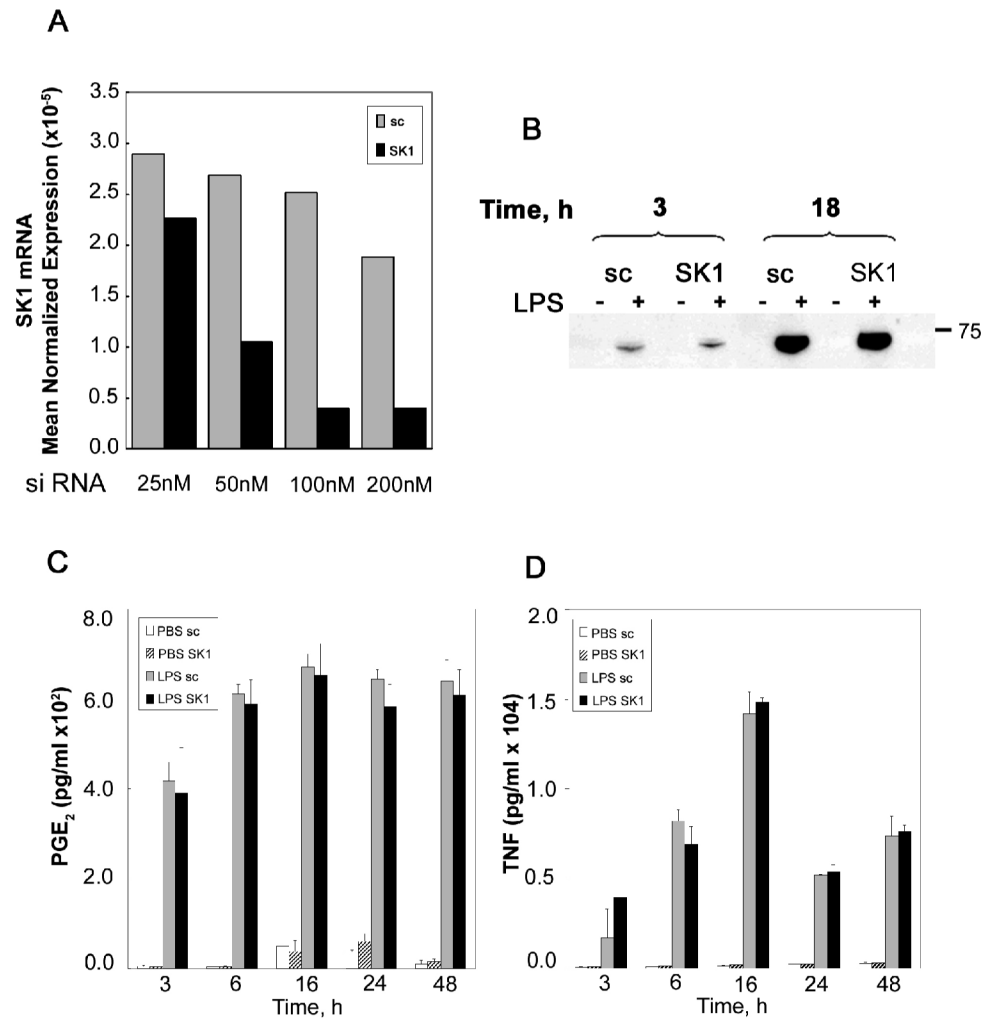 A
SK1 mRNA
Mean Normalized Expression (x10⁻⁵)
3.5
3.0
2.5
2.0
1.5
1.0
0.5
0.0
sc
SK1
si RNA 25nM 50nM 100nM 200nM
B
Time, h 3 18
sc SK1 sc SK1
LPS - + - + - + - +
75
C
PGE₂ (pg/ml x10²)
8.0
6.0
4.0
2.0
0.0
PBS sc
PBS SK1
LPS sc
LPS SK1
3 6 16 24 48
Time, h
D
TNF (pg/ml x 104)
2.0
1.5
1.0
0.5
0.0
PBS sc
PBS SK1
LPS sc
LPS SK1
3 6 16 24 48
Time, h